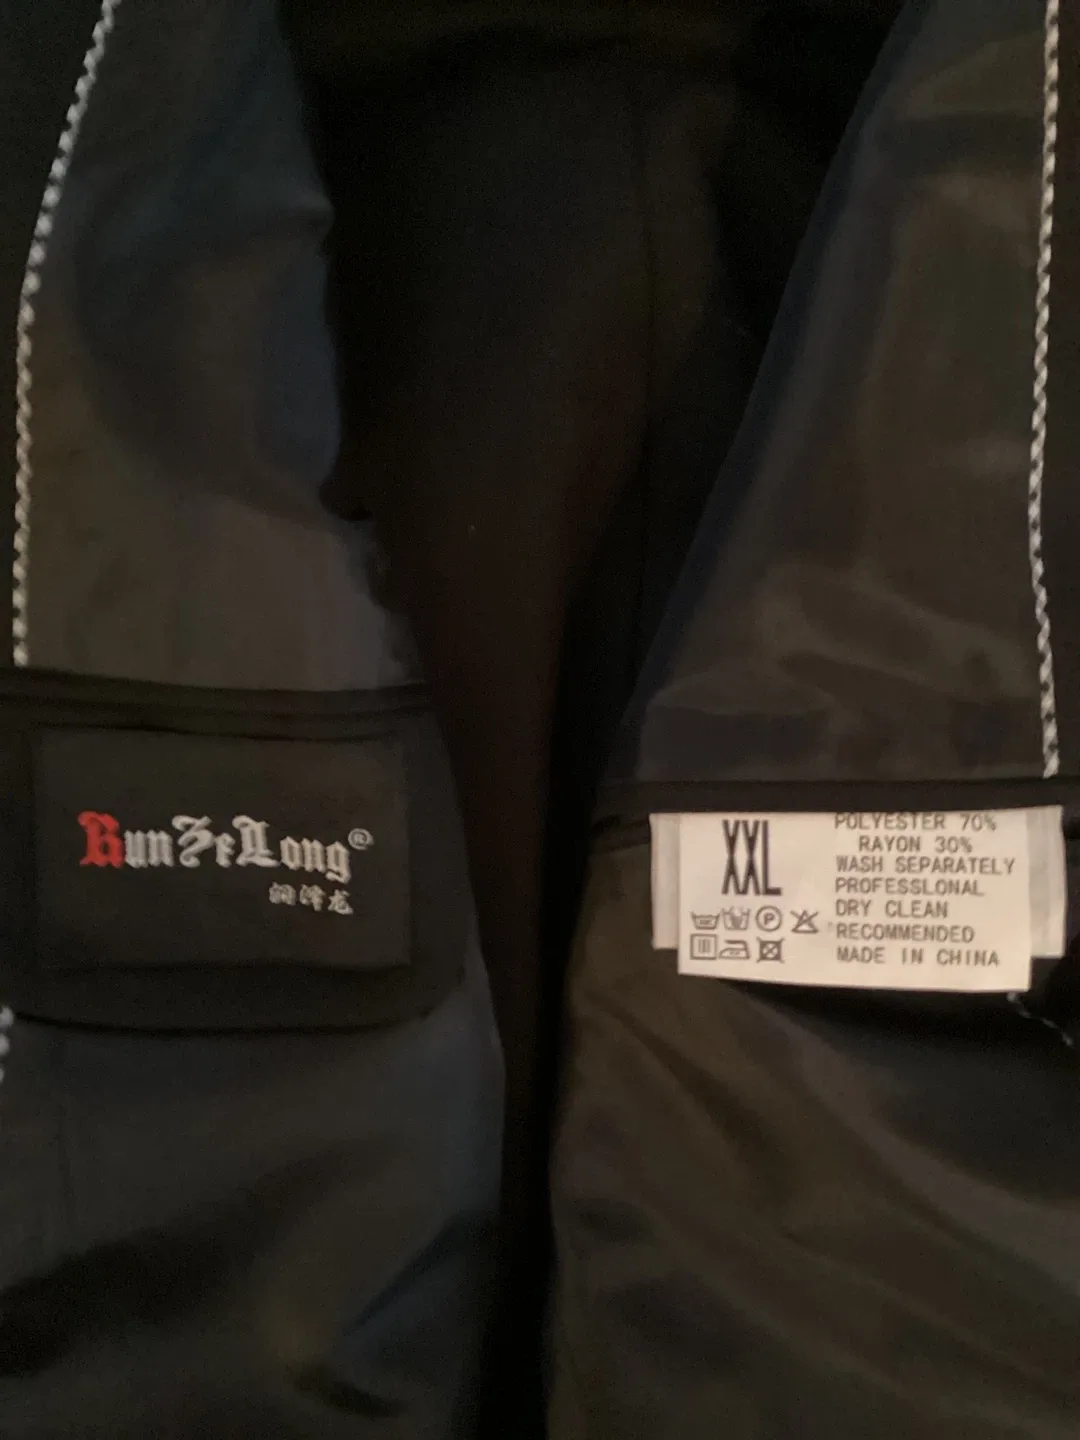 RunZeLong®
润泽龙
XXL
POLYESTER 70%
RAYON 30%
WASH SEPARATELY
PROFESSLONAL
DRY CLEAN
RECOMMENDED
MADE IN CHINA
P